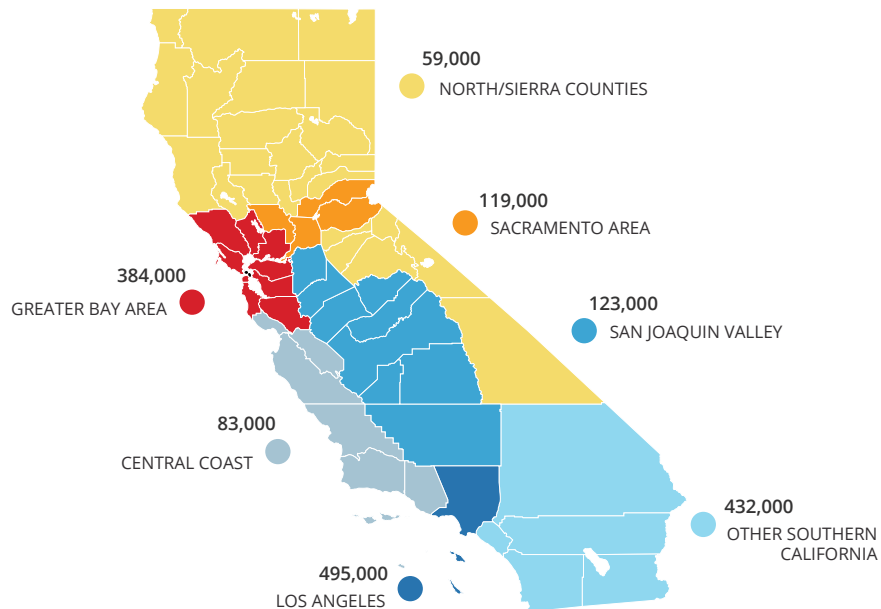 59,000
NORTH/SIERRA COUNTIES
119,000
SACRAMENTO AREA
384,000
GREATER BAY AREA
123,000
SAN JOAQUIN VALLEY
83,000
CENTRAL COAST
432,000
OTHER SOUTHERN
CALIFORNIA
495,000
LOS ANGELES